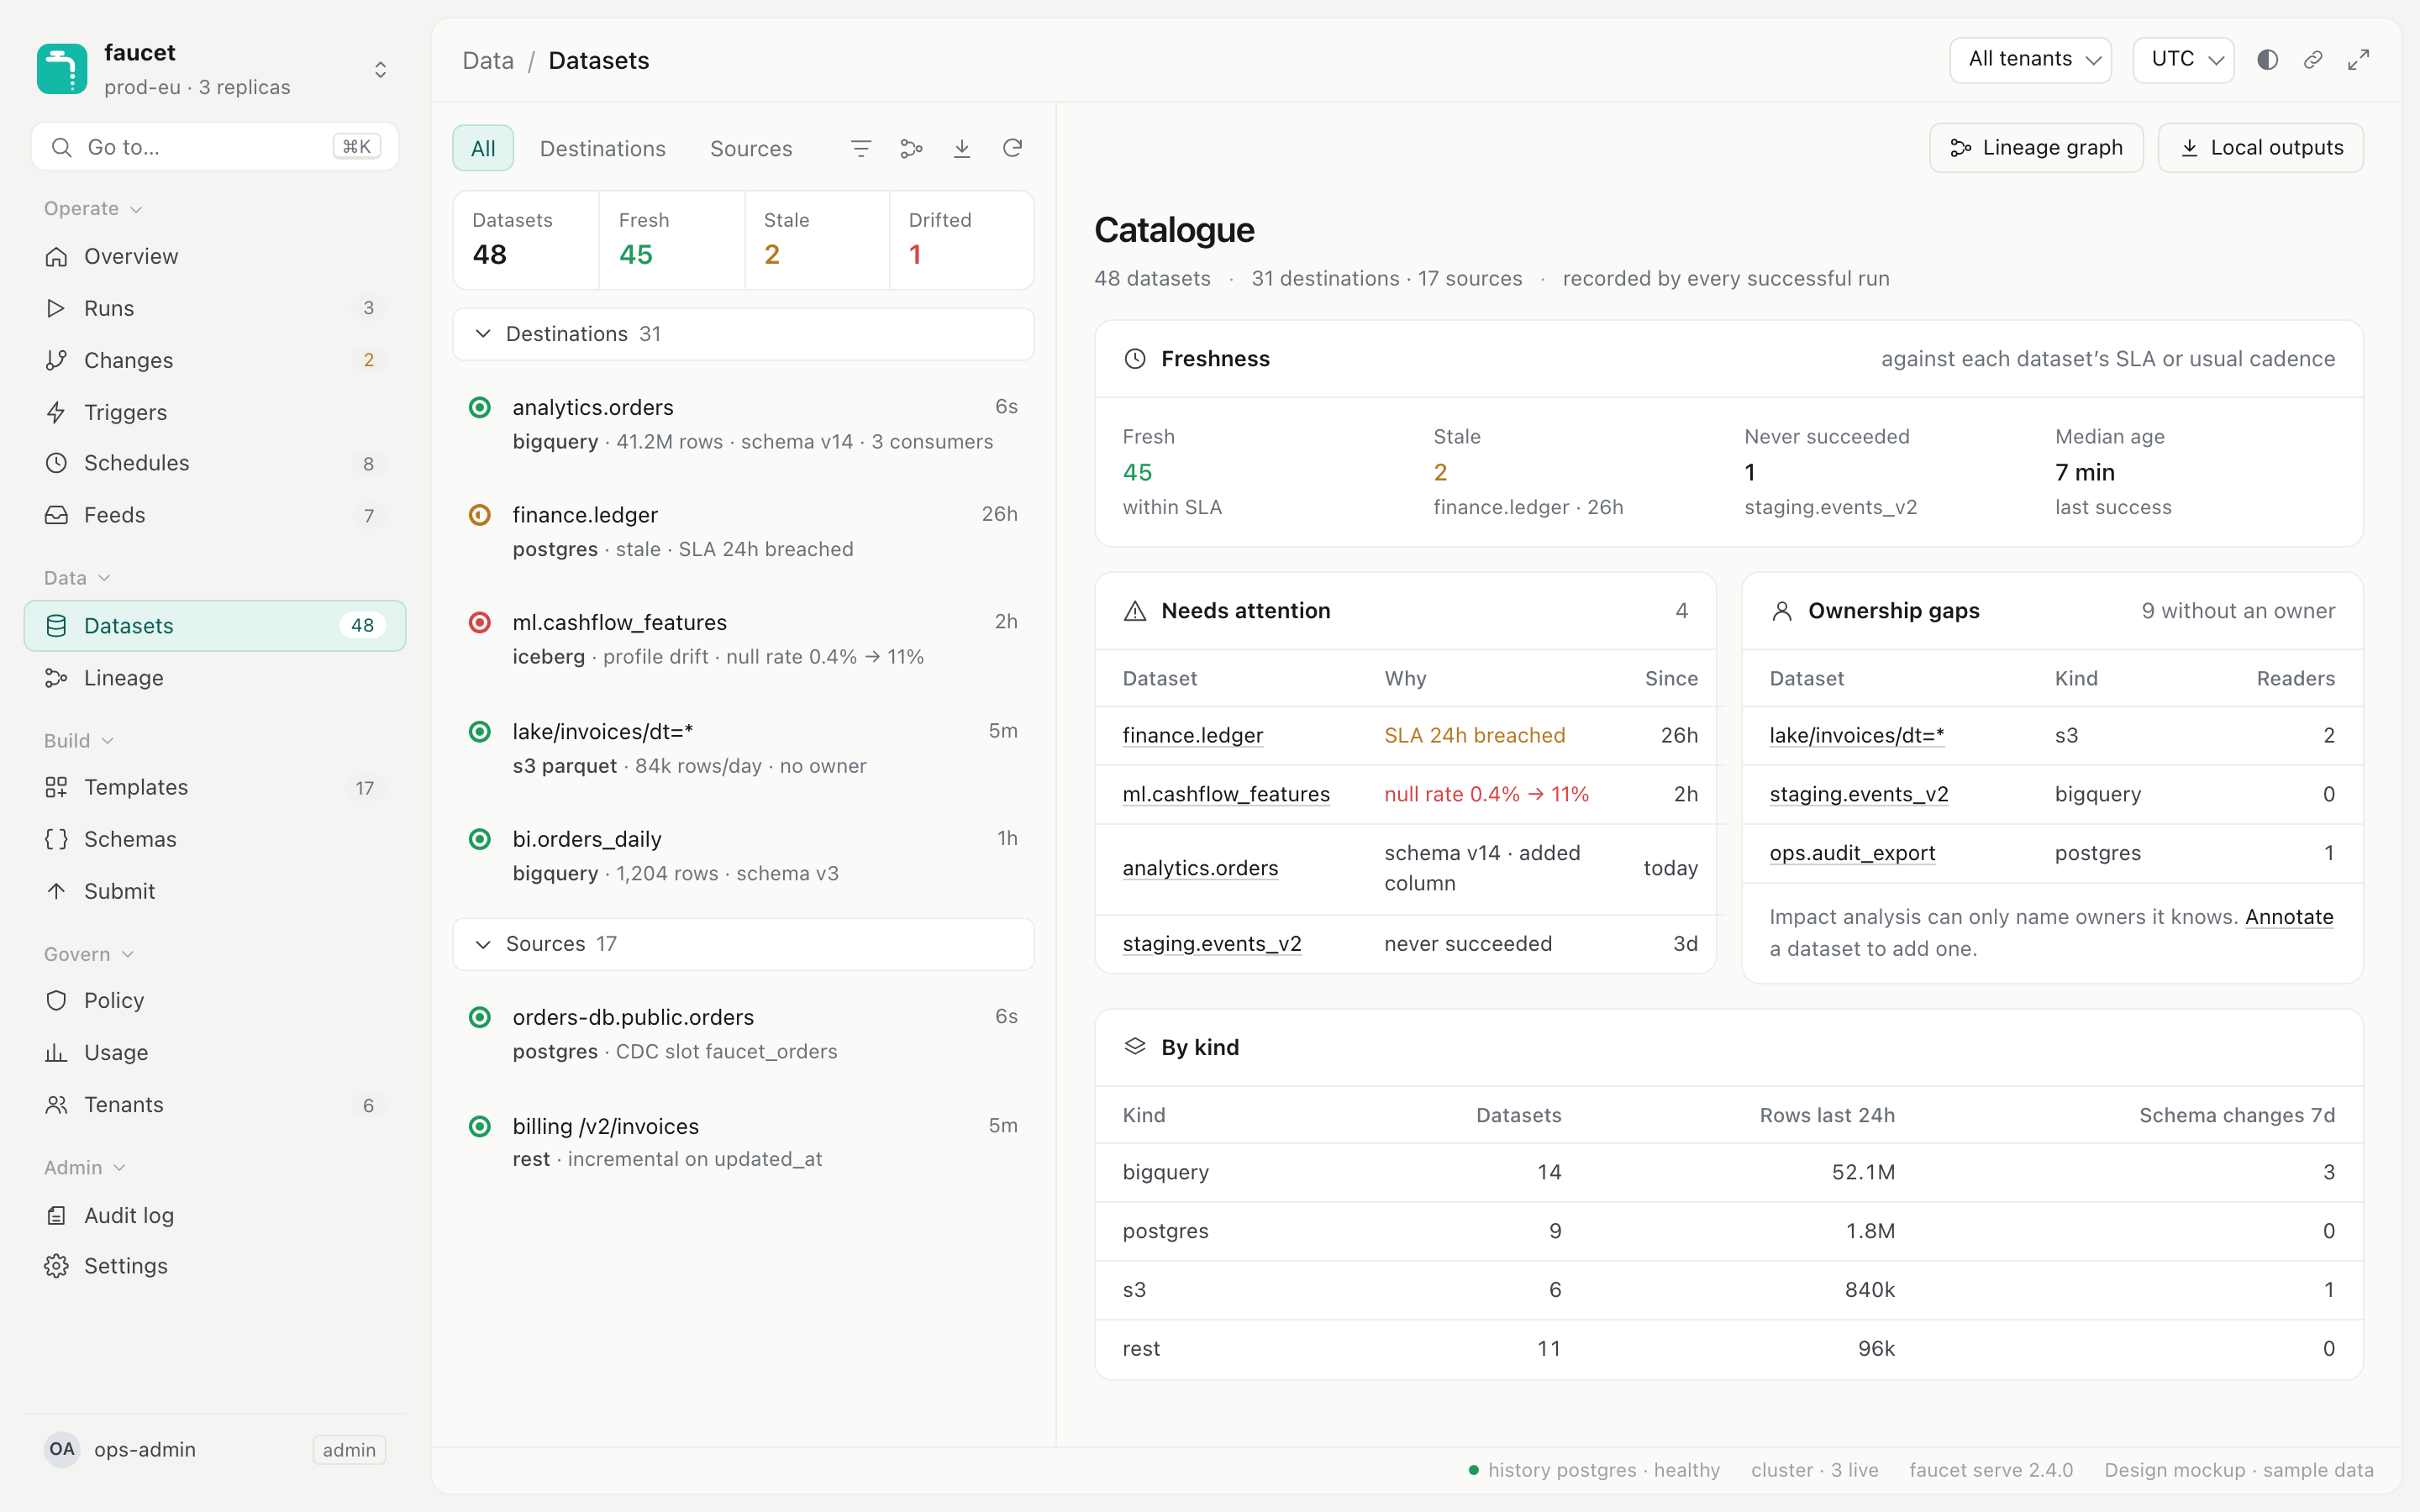 faucet
prod-eu · 3 replicas
Go to...
⌘K
Operate
Overview
Runs 3
Changes 2
Triggers
Schedules 8
Feeds 7
Data
Datasets 48
Lineage
Build
Templates 17
Schemas
Submit
Govern
Policy
Usage
Tenants 6
Admin
Audit log
Settings
OA ops-admin admin
Data / Datasets
All tenants UTC
All Destinations Sources
Datasets Fresh Stale Drifted
48 45 2 1
Destinations 31
analytics.orders 6s
bigquery · 41.2M rows · schema v14 · 3 consumers
finance.ledger 26h
postgres · stale · SLA 24h breached
ml.cashflow_features 2h
iceberg · profile drift · null rate 0.4% → 11%
lake/invoices/dt=* 5m
s3 parquet · 84k rows/day · no owner
bi.orders_daily 1h
bigquery · 1,204 rows · schema v3
Sources 17
orders-db.public.orders 6s
postgres · CDC slot faucet_orders
billing /v2/invoices 5m
rest · incremental on updated_at
Lineage graph Local outputs
Catalogue
48 datasets · 31 destinations · 17 sources · recorded by every successful run
Freshness against each dataset’s SLA or usual cadence
Fresh Stale Never succeeded Median age
45 2 1 7 min
within SLA finance.ledger · 26h staging.events_v2 last success
Needs attention 4
Dataset Why Since
finance.ledger SLA 24h breached 26h
ml.cashflow_features null rate 0.4% → 11% 2h
analytics.orders schema v14 · added column today
staging.events_v2 never succeeded 3d
Ownership gaps 9 without an owner
Dataset Kind Readers
lake/invoices/dt=* s3 2
staging.events_v2 bigquery 0
ops.audit_export postgres 1
Impact analysis can only name owners it knows. Annotate
a dataset to add one.
By kind
Kind Datasets Rows last 24h Schema changes 7d
bigquery 14 52.1M 3
postgres 9 1.8M 0
s3 6 840k 1
rest 11 96k 0
history postgres · healthy cluster · 3 live faucet serve 2.4.0 Design mockup · sample data